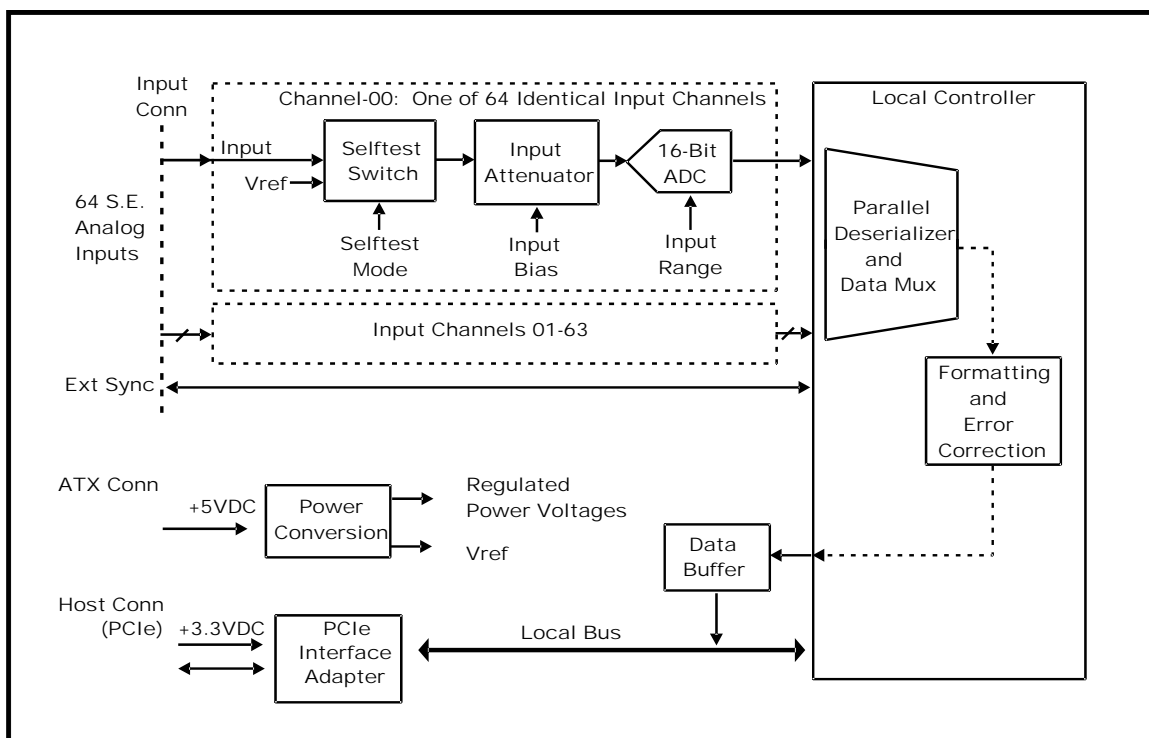 Input
Conn
Channel-00: One of 64 Identical Input Channels
Local Controller
Input
Vref
Selftest
Switch
Input
Attenuator
16-Bit
ADC
Selftest
Mode
Input
Bias
Input
Range
64 S.E.
Analog
Inputs
Parallel
Deserializer
and
Data Mux
Input Channels 01-63
Ext Sync
Formatting
and
Error
Correction
ATX Conn
+5VDC
Power
Conversion
Regulated
Power Voltages
Vref
Data
Buffer
Host Conn
(PCIe)
+3.3VDC
PCIe
Interface
Adapter
Local Bus